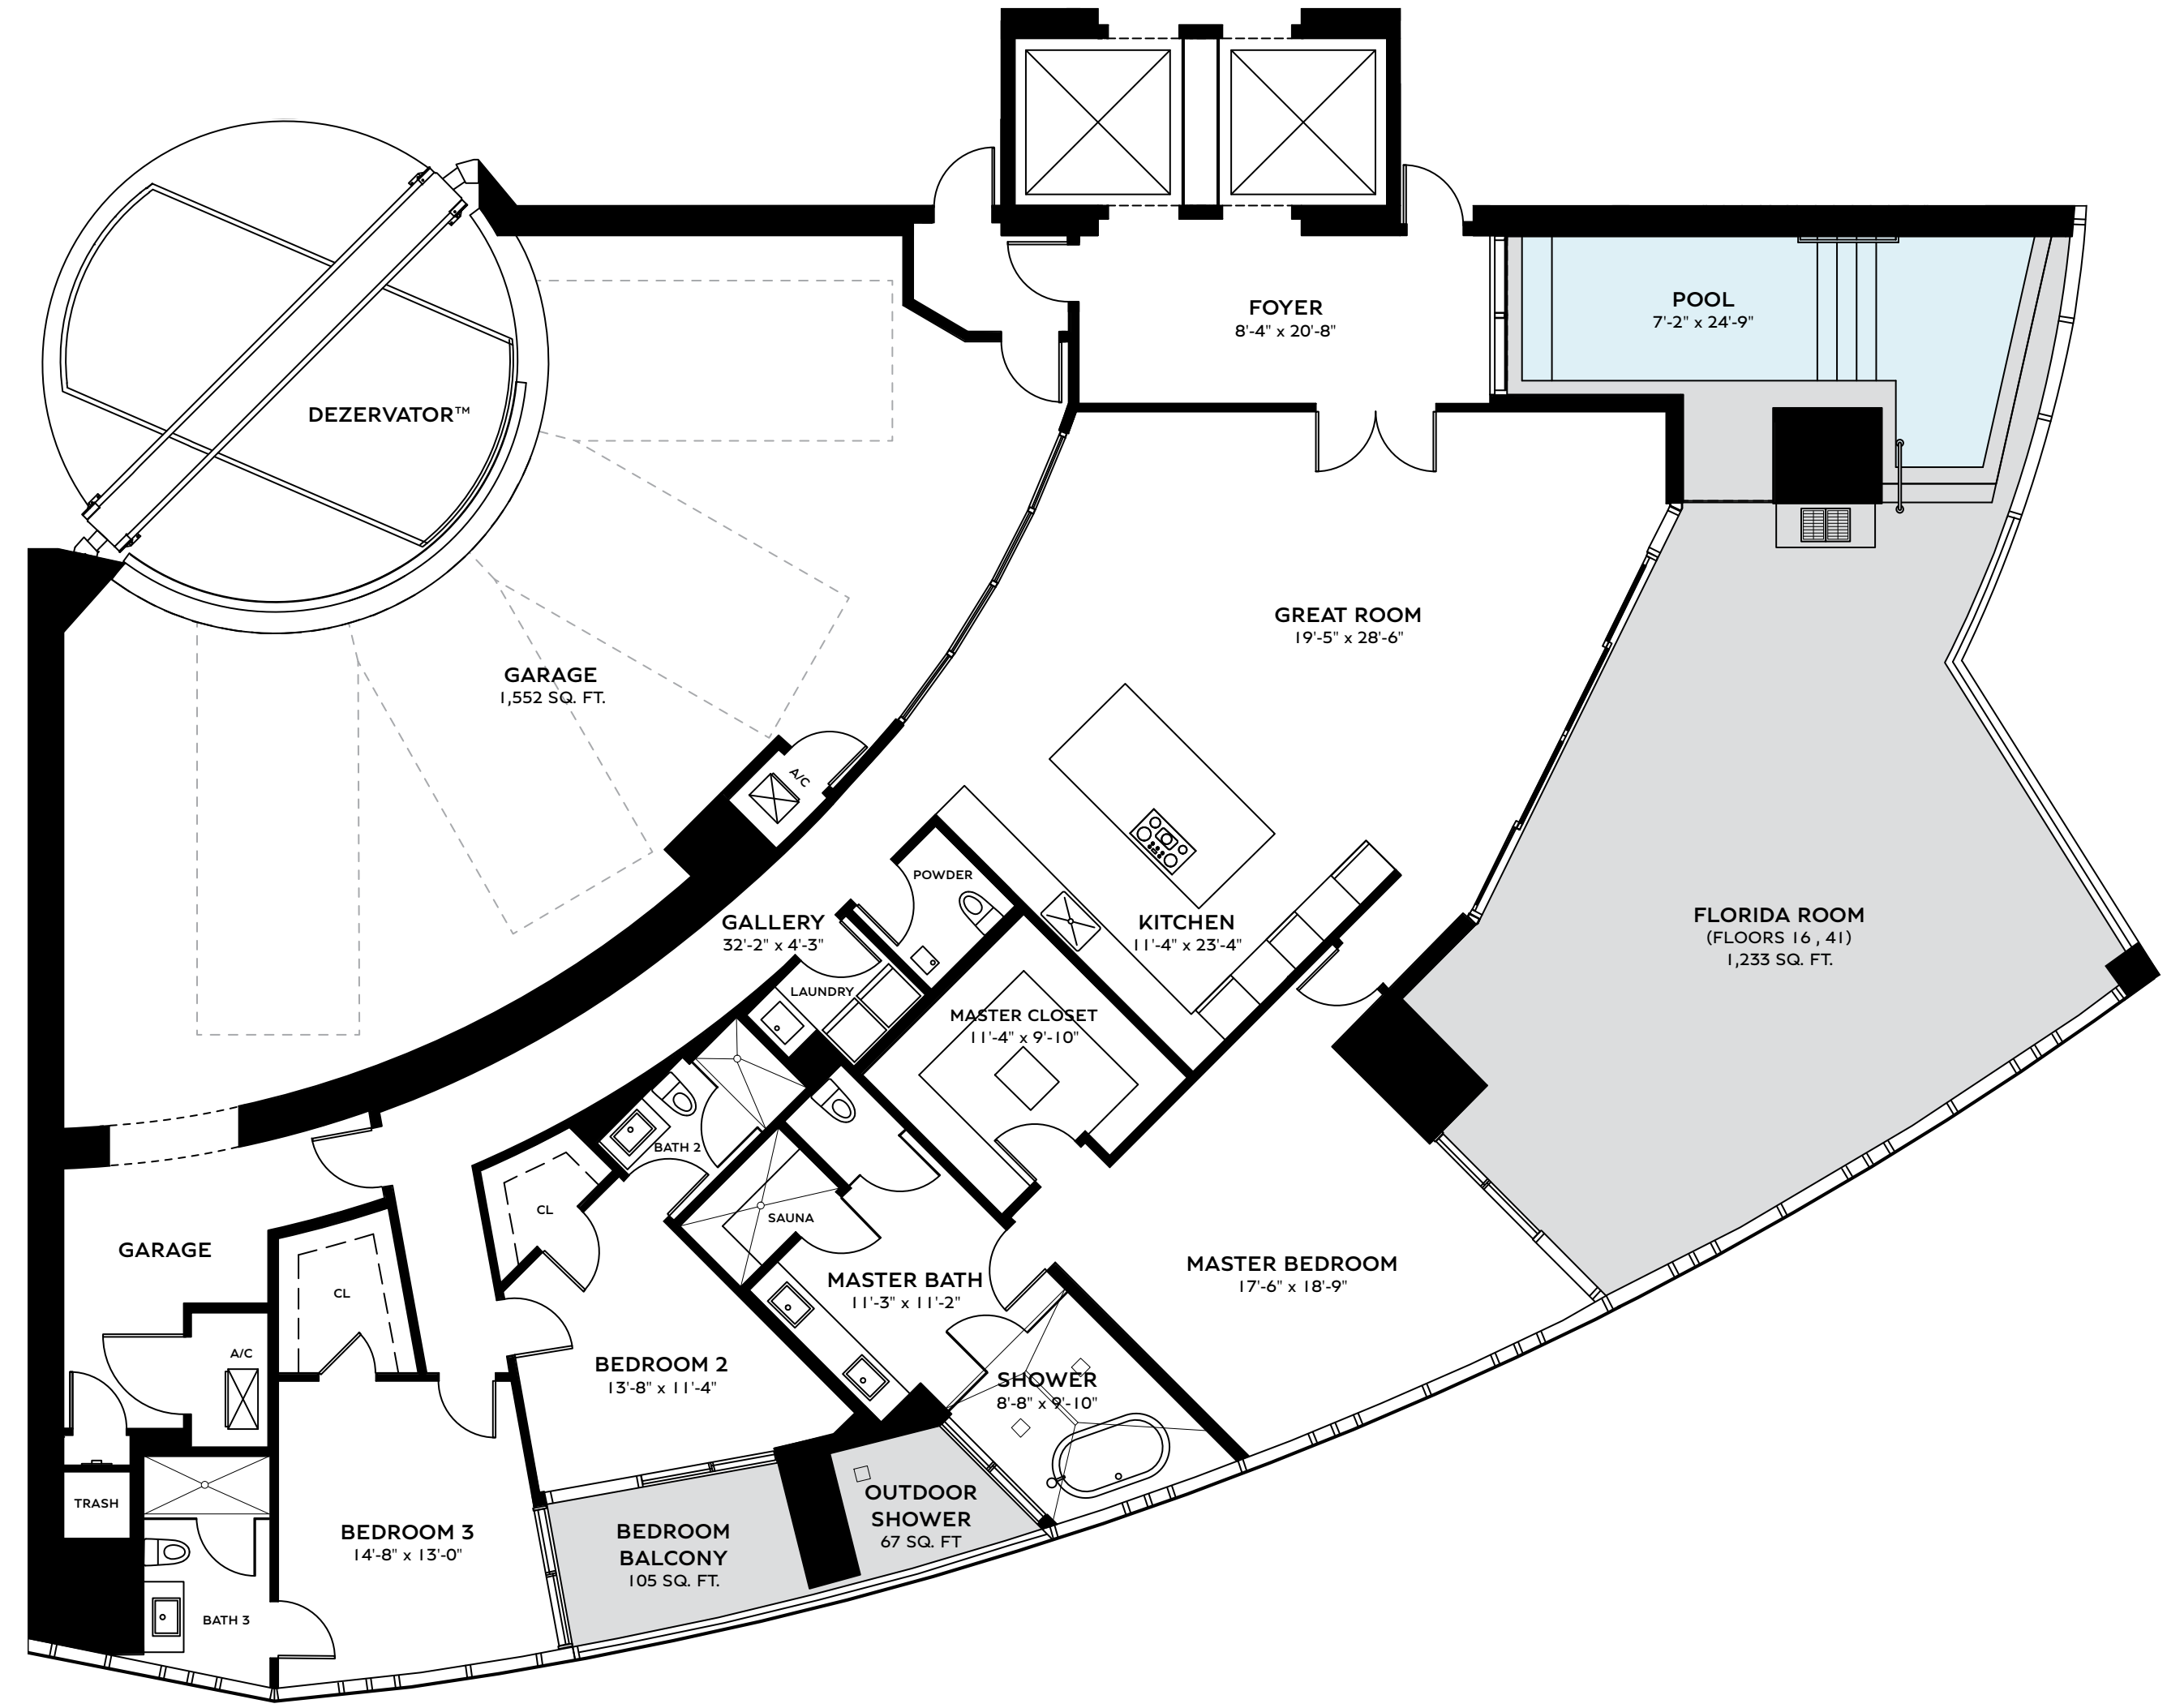 POOL
7'-2" x 24'-9"
FOYER
8'-4" x 20'-8"
DEZERVATOR™
GREAT ROOM
19'-5" x 28'-6"
GARAGE
1,552 SQ. FT.
A/C
POWDER
GALLERY
32'-2" x 4'-3"
KITCHEN
11'-4" x 23'-4"
FLORIDA ROOM
(FLOORS 16 , 41)
1,233 SQ. FT.
LAUNDRY
MASTER CLOSET
11'-4" x 9'-10"
BATH 2
CL
SAUNA
GARAGE
CL
MASTER BATH
11'-3" x 11'-2"
MASTER BEDROOM
17'-6" x 18'-9"
A/C
BEDROOM 2
13'-8" x 11'-4"
SHOWER
8'-8" x 9'-10"
TRASH
OUTDOOR
SHOWER
67 SQ. FT
BEDROOM 3
14'-8" x 13'-0"
BEDROOM
BALCONY
105 SQ. FT.
BATH 3